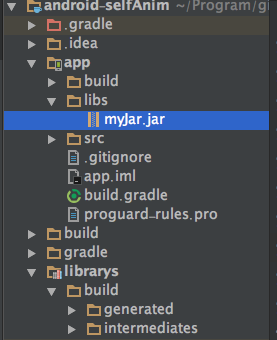 android-selfAnim ~/Program/gi
.gradle
.idea
app
build
libs
myJar.jar
src
.gitignore
app.iml
build.gradle
proguard-rules.pro
build
gradle
librarys
build
generated
intermediates